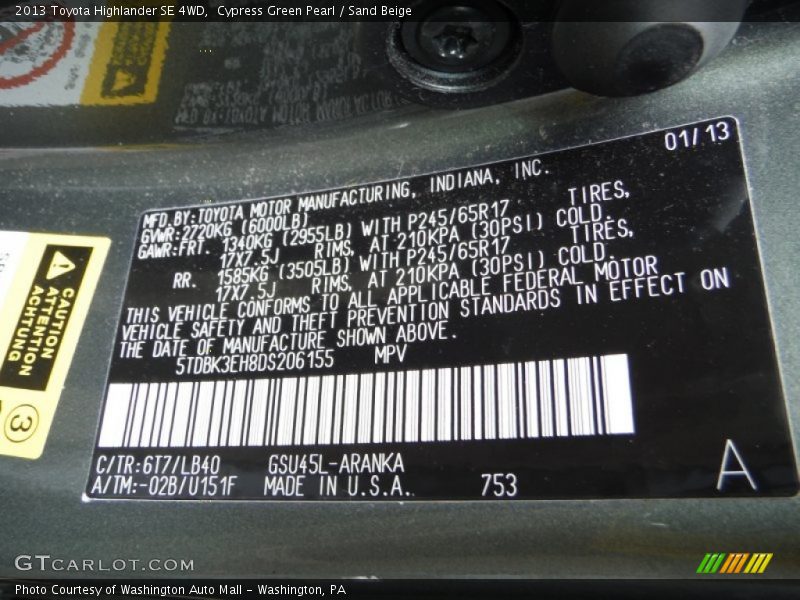 2013 Toyota Highlander SE 4WD, Cypress Green Pearl / Sand Beige
01/13
MFD.BY:TOYOTA MOTOR MANUFACTURING, INDIANA, INC.
GVWR:2720KG (6000LB)
GAWR:FRT. 1340KG (2955LB) WITH P245/65R17 TIRES,
17X7.5J RIMS, AT 210KPA (30PSI) COLD.
RR. 1585KG (3505LB) WITH P245/65R17 TIRES,
17X7.5J RIMS, AT 210KPA (30PSI) COLD.
THIS VEHICLE CONFORMS TO ALL APPLICABLE FEDERAL MOTOR
VEHICLE SAFETY AND THEFT PREVENTION STANDARDS IN EFFECT ON
THE DATE OF MANUFACTURE SHOWN ABOVE.
5TDBK3EH8DS206155 MPV
C/TR:6T7/LB40 GSU45L-ARANKA
A/TM:-02B/U151F MADE IN U.S.A. 753
A
CAUTION
ATTENTION
ACHTUNG
3
GTCARLOT.COM
Photo Courtesy of Washington Auto Mall - Washington, PA